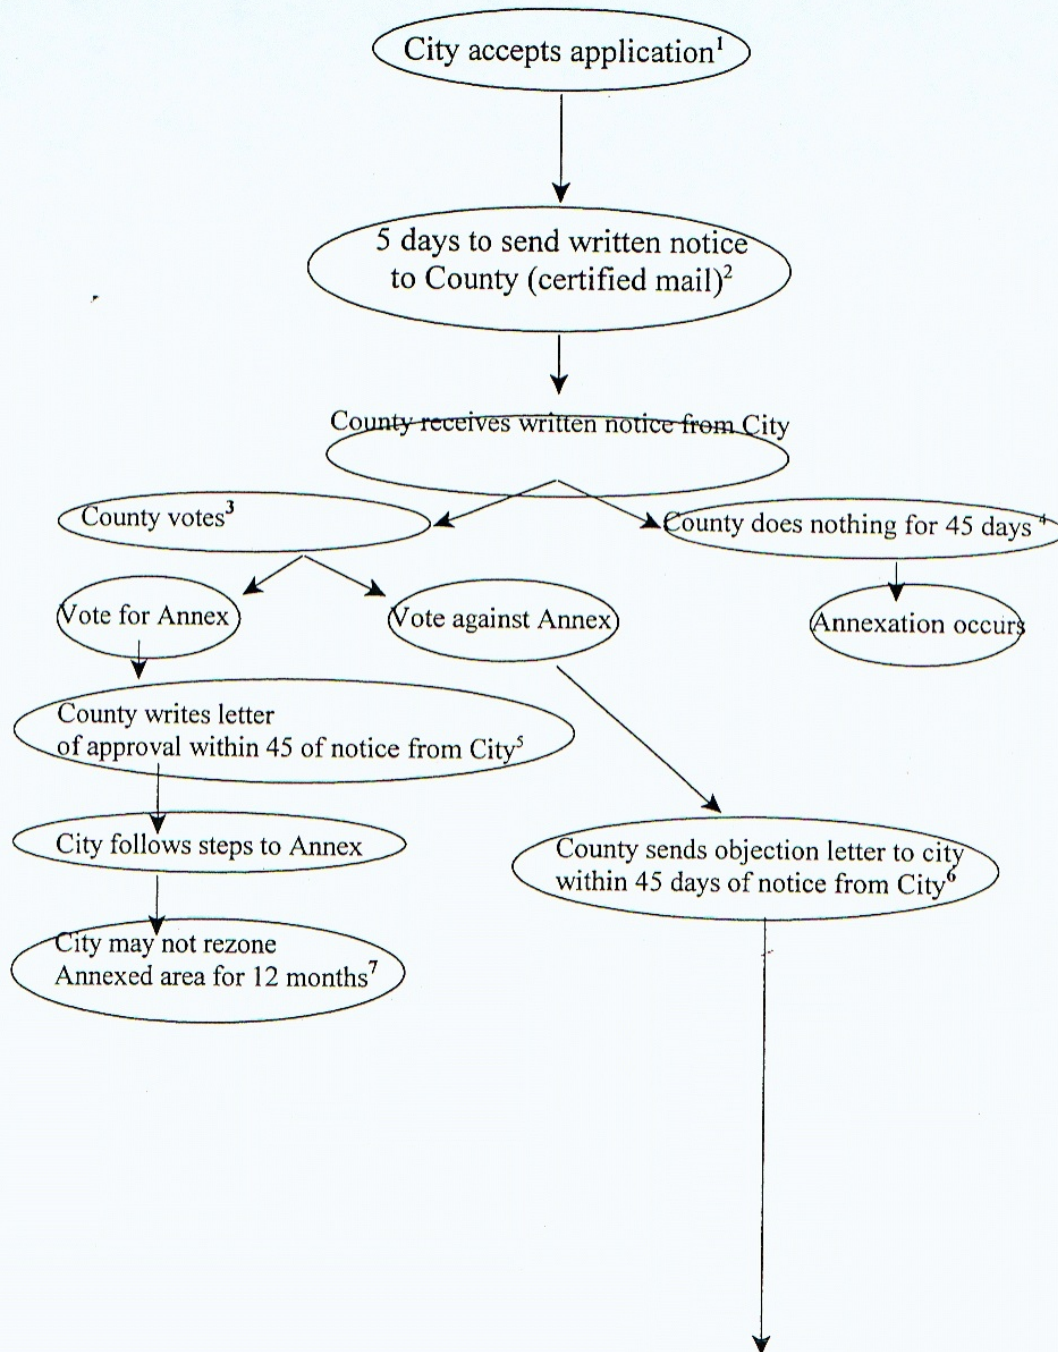 City accepts application¹
5 days to send written notice
to County (certified mail)²
County receives written notice from City
County votes³
County does nothing for 45 days ⁴
Vote for Annex
Vote against Annex
Annexation occurs
County writes letter
of approval within 45 of notice from City⁵
City follows steps to Annex
County sends objection letter to city
within 45 days of notice from City⁶
City may not rezone
Annexed area for 12 months⁷